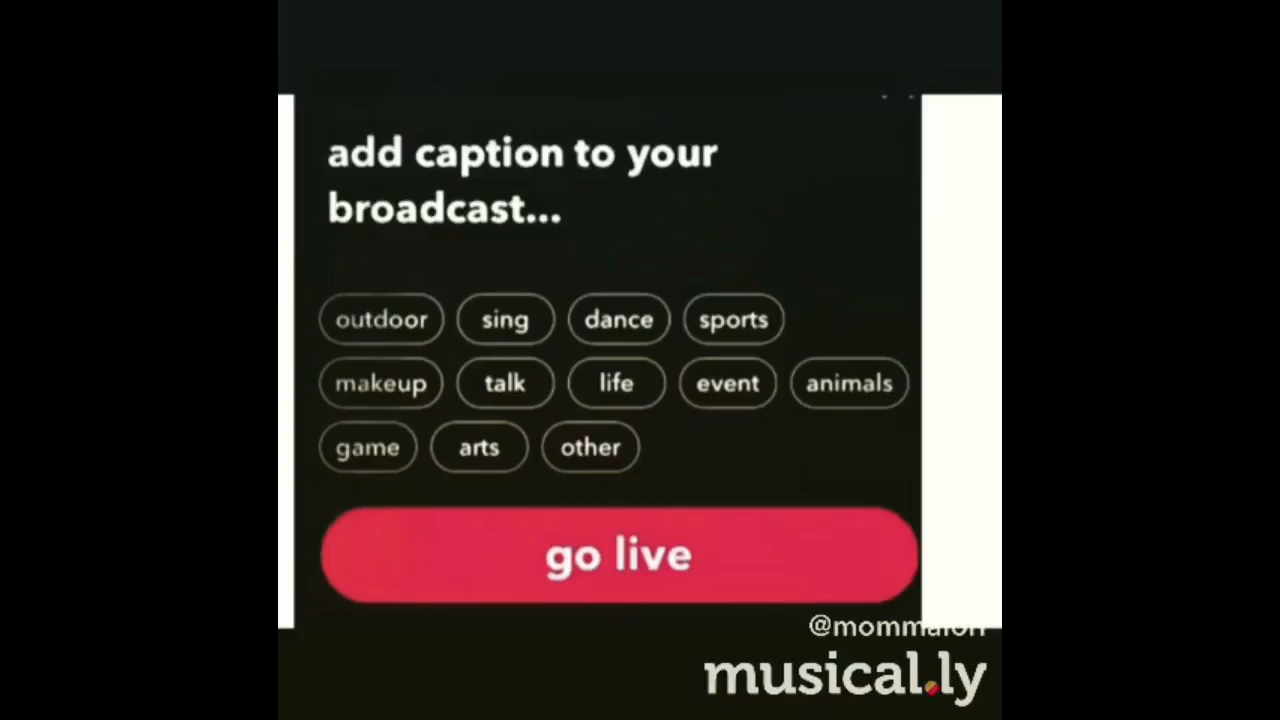 add caption to your
broadcast...
outdoor sing dance sports
makeup talk life event animals
game arts other
go live
musical.ly